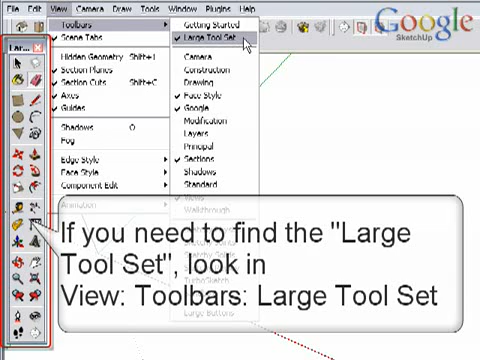 File Edit View Camera Draw Tools Window Plugins Help
Google
SketchUp
Lar...
Toolbars
Scene Tabs
Hidden Geometry Shift+1
Section Planes
Section Cuts Shift+C
Axes
Guides
Shadows O
Fog
Edge Style
Face Style
Component Edit
Animation
Getting Started
Large Tool Set
Camera
Construction
Drawing
Face Style
Google
Modification
Layers
Principal
Sections
Shadows
Standard
Views
Walkthrough
If you need to find the "Large
Tool Set", look in
View: Toolbars: Large Tool Set
Large Buttons